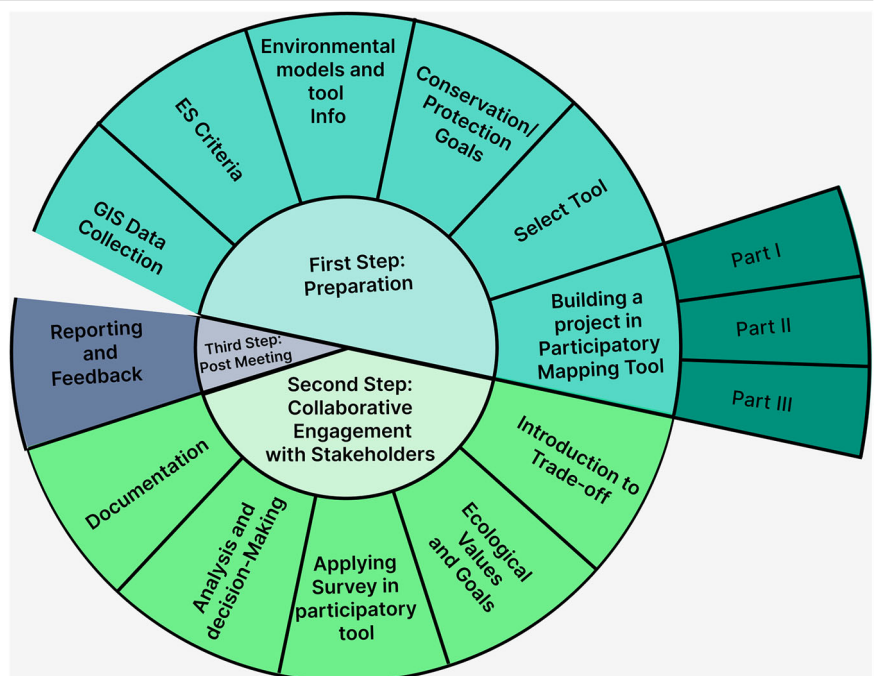 First Step:
Preparation
GIS Data
Collection
ES Criteria
Environmental
models and
tool
Info
Conservation/
Protection
Goals
Select Tool
Building a
project in
Participatory
Mapping Tool
Part I
Part II
Part III
Second Step:
Collaborative
Engagement
with Stakeholders
Introduction to
Trade-off
Ecological
Values
and Goals
Applying
Survey in
participatory
tool
Analysis and
decision-Making
Documentation
Third Step:
Post Meeting
Reporting
and
Feedback